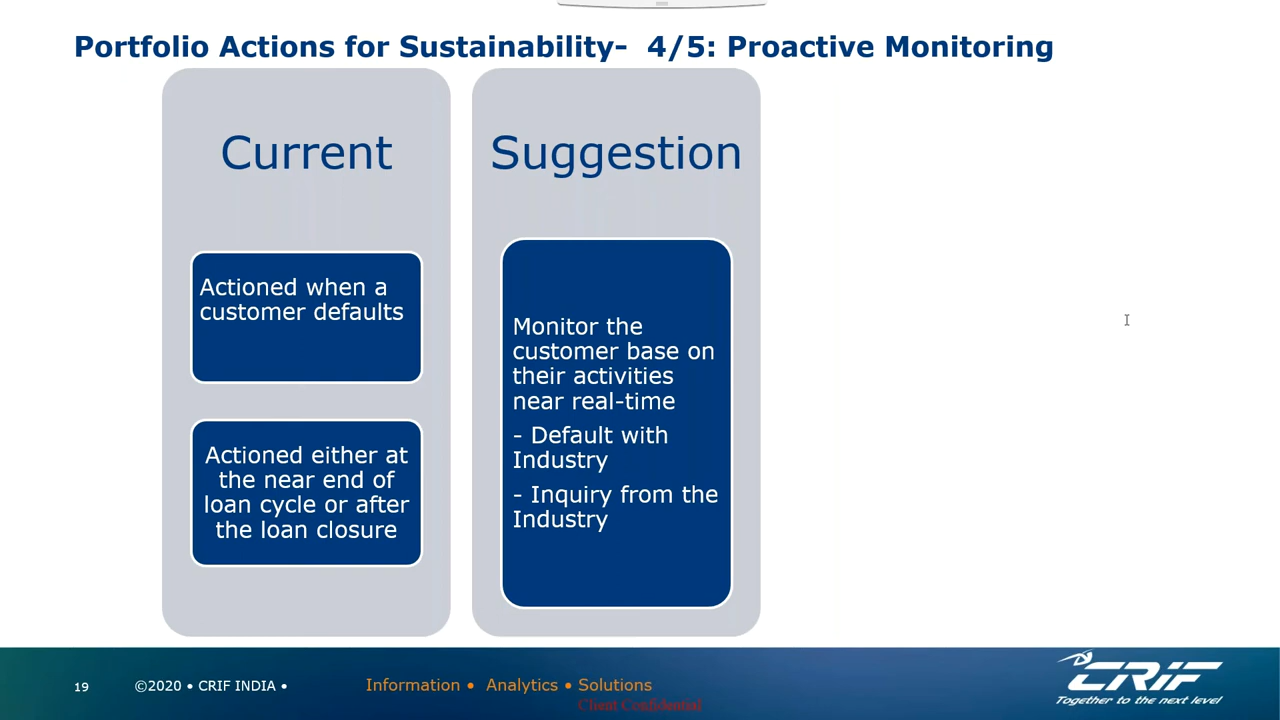 Portfolio Actions for Sustainability-  4/5: Proactive Monitoring
Current
Actioned when a
customer defaults
Actioned either at
the near end of
loan cycle or after
the loan closure
Suggestion
Monitor the
customer base on
their activities
near real-time
- Default with
Industry
- Inquiry from the
Industry
19
©2020 • CRIF INDIA •
Information • Analytics • Solutions
Client Confidential
CRIF
Together to the next level